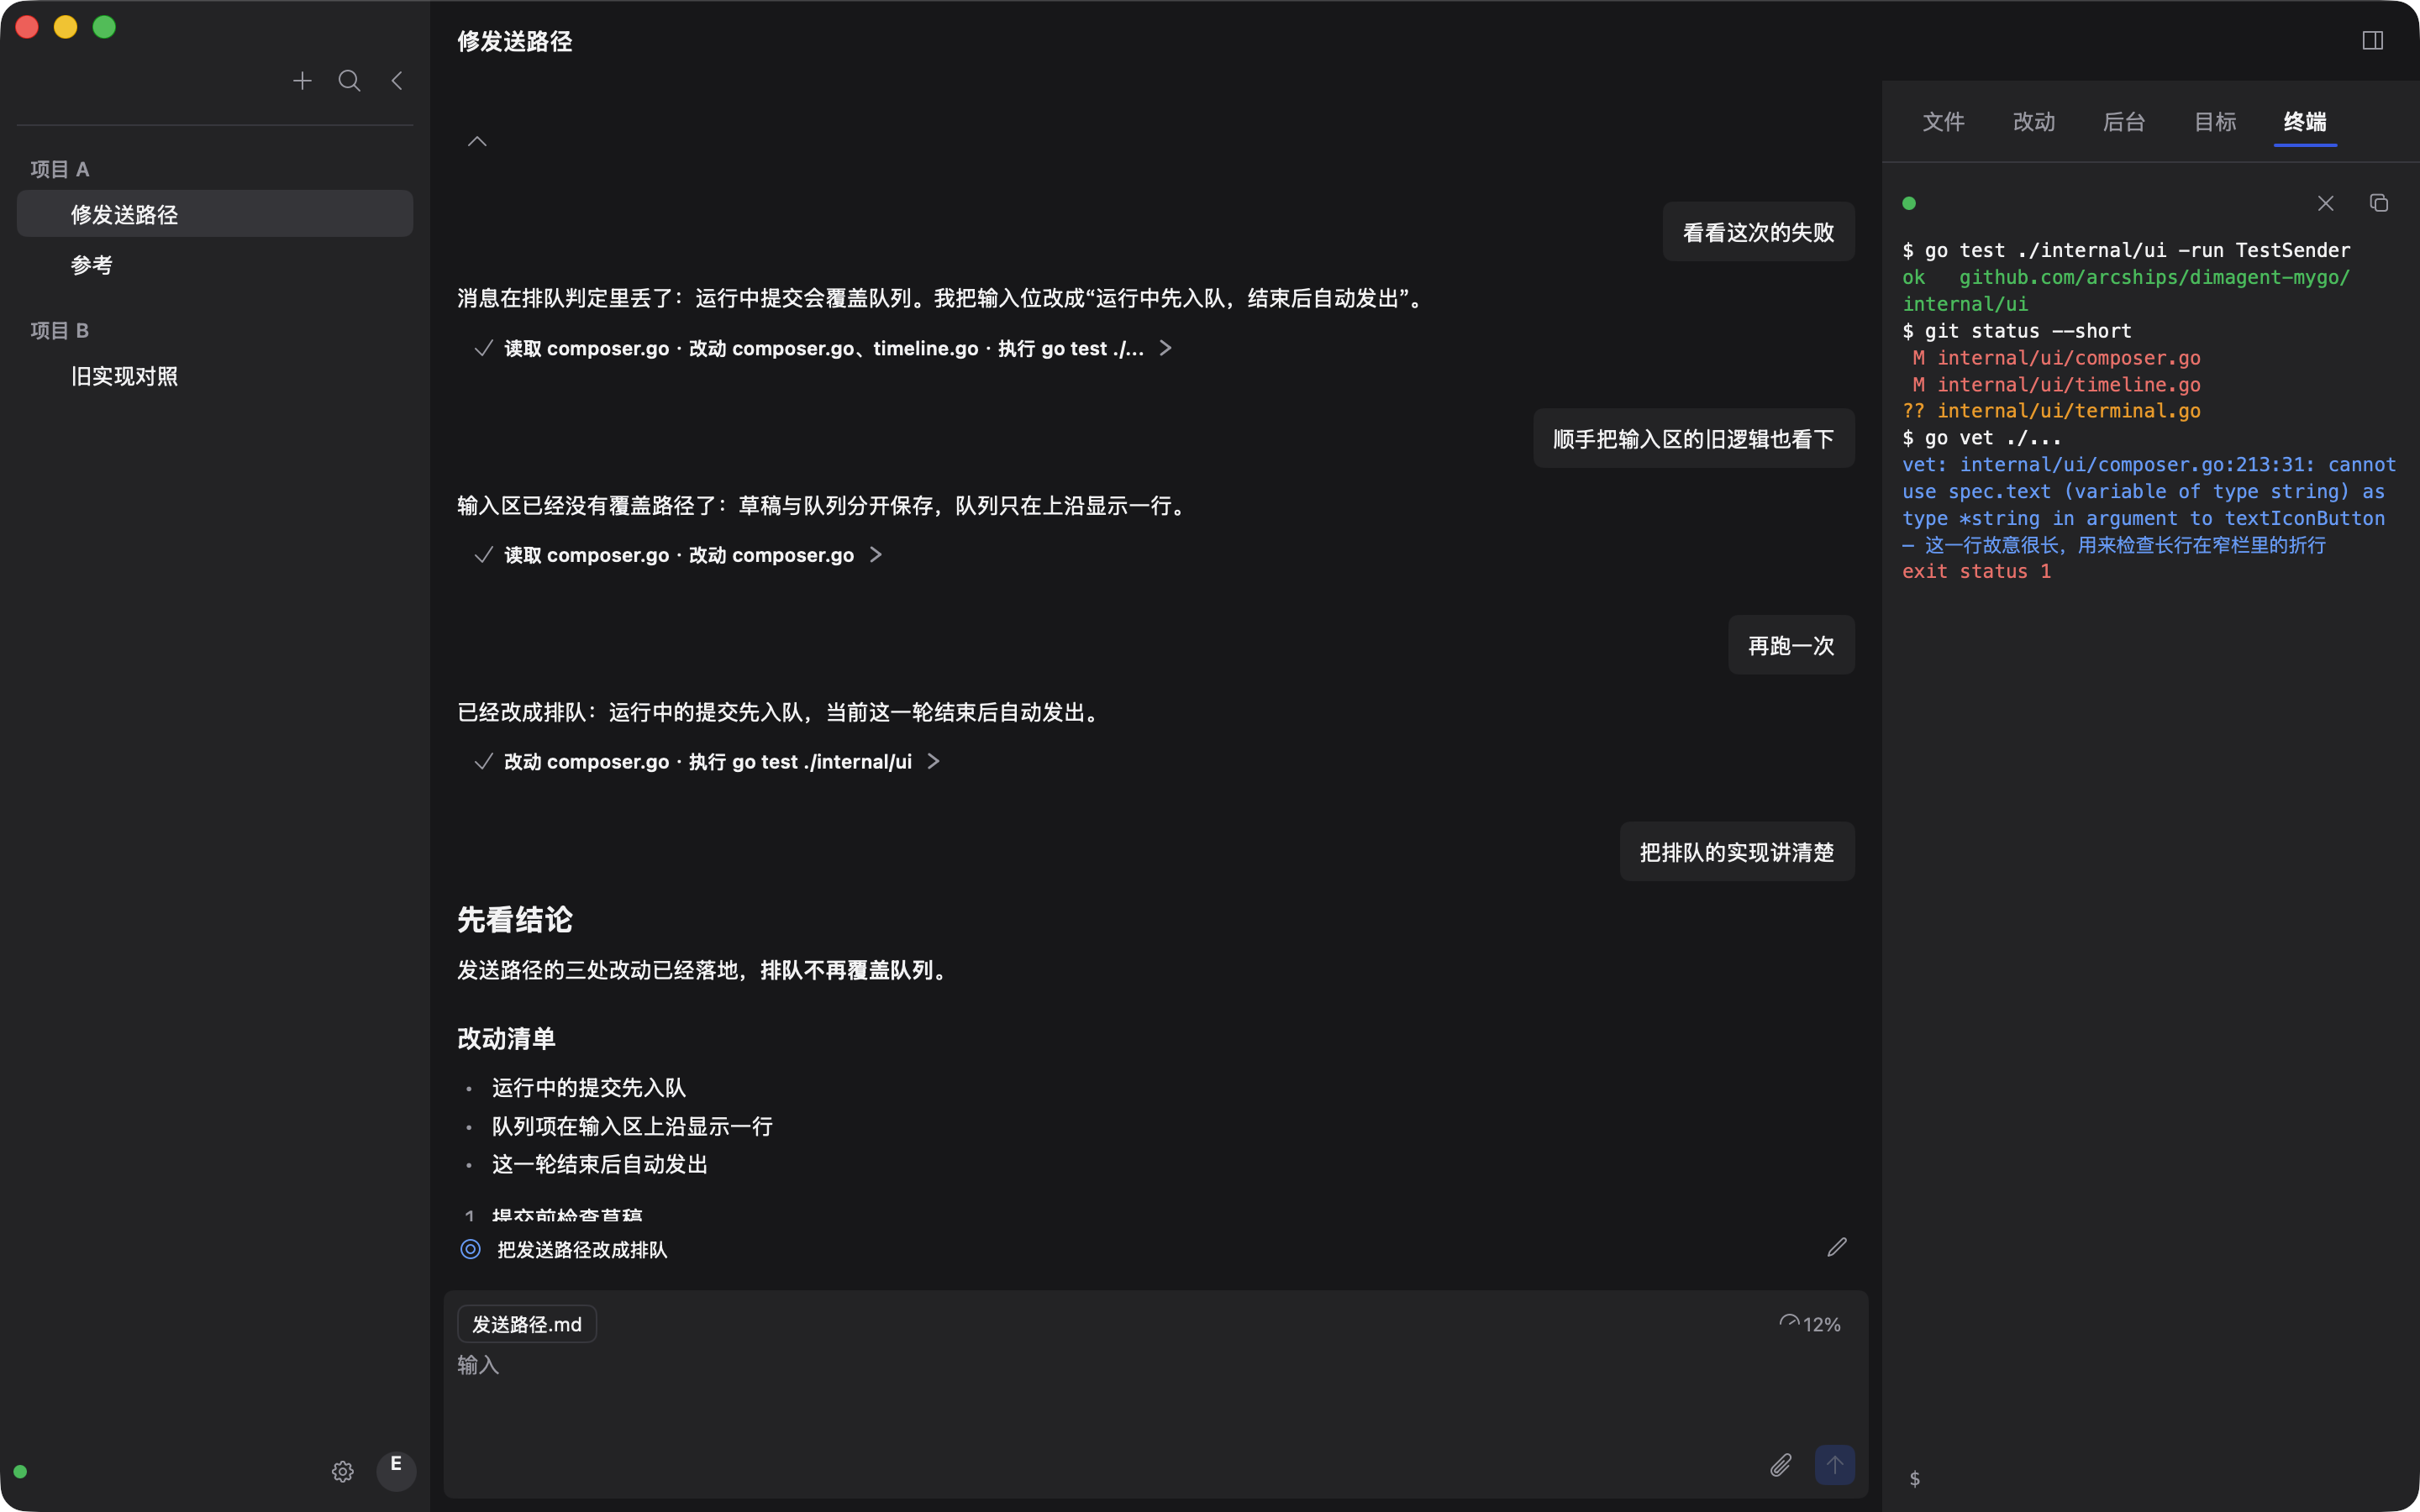 修发送路径
项目 A
修发送路径
参考
项目 B
旧实现对照
E
看看这次的失败
消息在排队判定里丢了：运行中提交会覆盖队列。我把输入位改成“运行中先入队，结束后自动发出”。
读取 composer.go · 改动 composer.go、timeline.go · 执行 go test ./...
顺手把输入区的旧逻辑也看下
输入区已经没有覆盖路径了：草稿与队列分开保存，队列只在上沿显示一行。
读取 composer.go · 改动 composer.go
再跑一次
已经改成排队：运行中的提交先入队，当前这一轮结束后自动发出。
改动 composer.go · 执行 go test ./internal/ui
把排队的实现讲清楚
先看结论
发送路径的三处改动已经落地，排队不再覆盖队列。
改动清单
• 运行中的提交先入队
• 队列项在输入区上沿显示一行
• 这一轮结束后自动发出
1 提交前检查草稿
把发送路径改成排队
发送路径.md
12%
输入
文件 改动 后台 目标 终端
$ go test ./internal/ui -run TestSender
ok   github.com/arcships/dimagent-mygo/
internal/ui
$ git status --short
 M internal/ui/composer.go
 M internal/ui/timeline.go
?? internal/ui/terminal.go
$ go vet ./...
vet: internal/ui/composer.go:213:31: cannot
use spec.text (variable of type string) as
type *string in argument to textIconButton
— 这一行故意很长，用来检查长行在窄栏里的折行
exit status 1
$